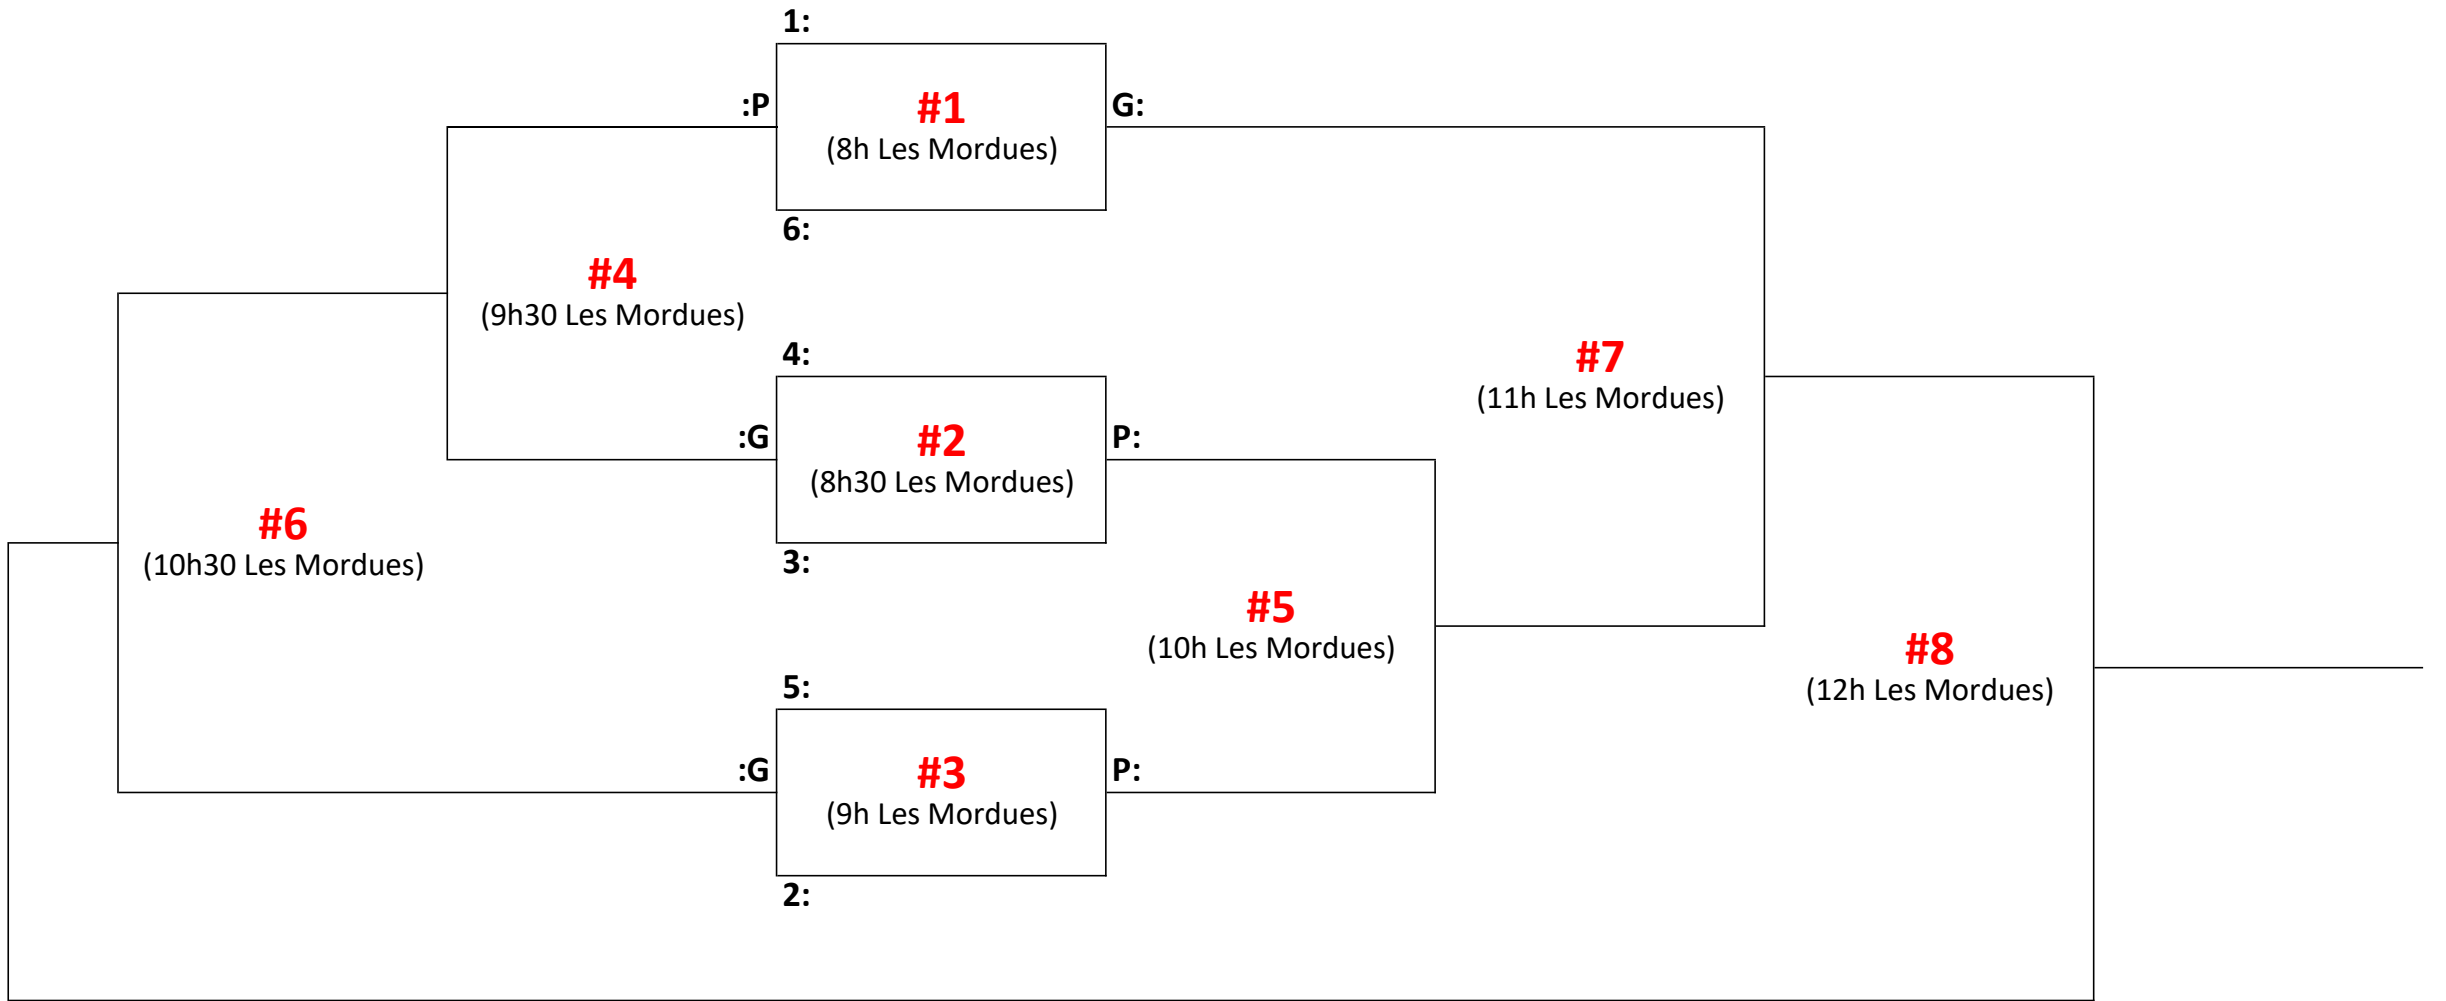 1:
:P
#1
G:
(8h Les Mordues)
6:
#4
(9h30 Les Mordues)
4:
#7
(11h Les Mordues)
:G
#2
P:
(8h30 Les Mordues)
#6
(10h30 Les Mordues)
3:
#5
(10h Les Mordues)
#8
(12h Les Mordues)
5:
:G
#3
P:
(9h Les Mordues)
2: